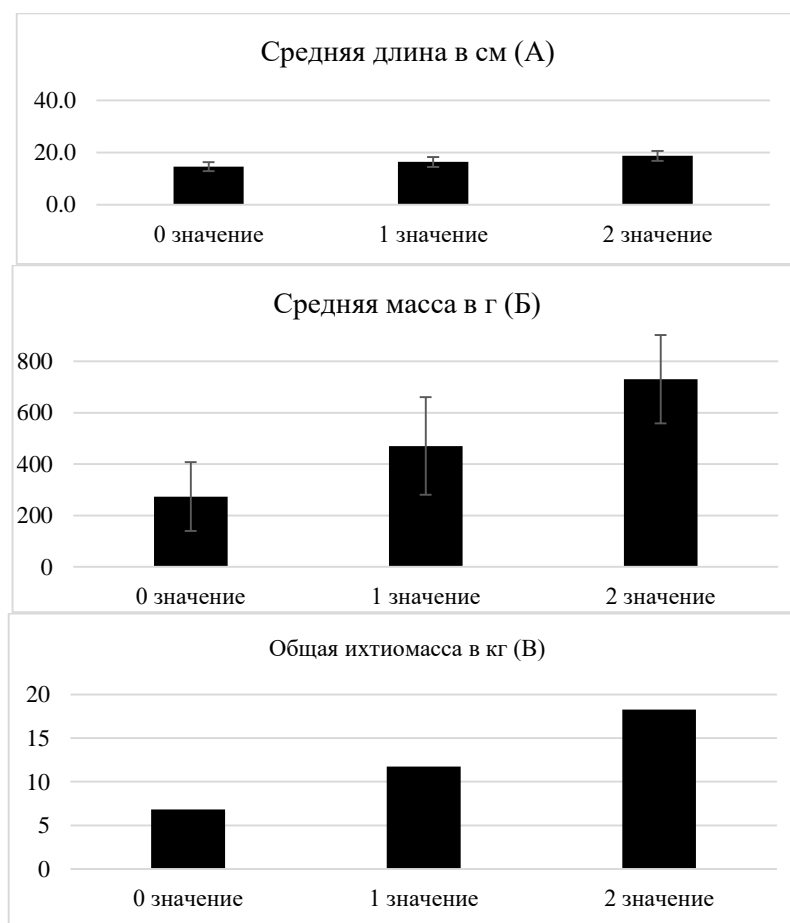 Средняя длина в см (А)
40.0
20.0
0.0
0 значение 1 значение 2 значение
Средняя масса в г (Б)
800
600
400
200
0
0 значение 1 значение 2 значение
Общая ихтиомасса в кг (В)
20
15
10
5
0
0 значение 1 значение 2 значение